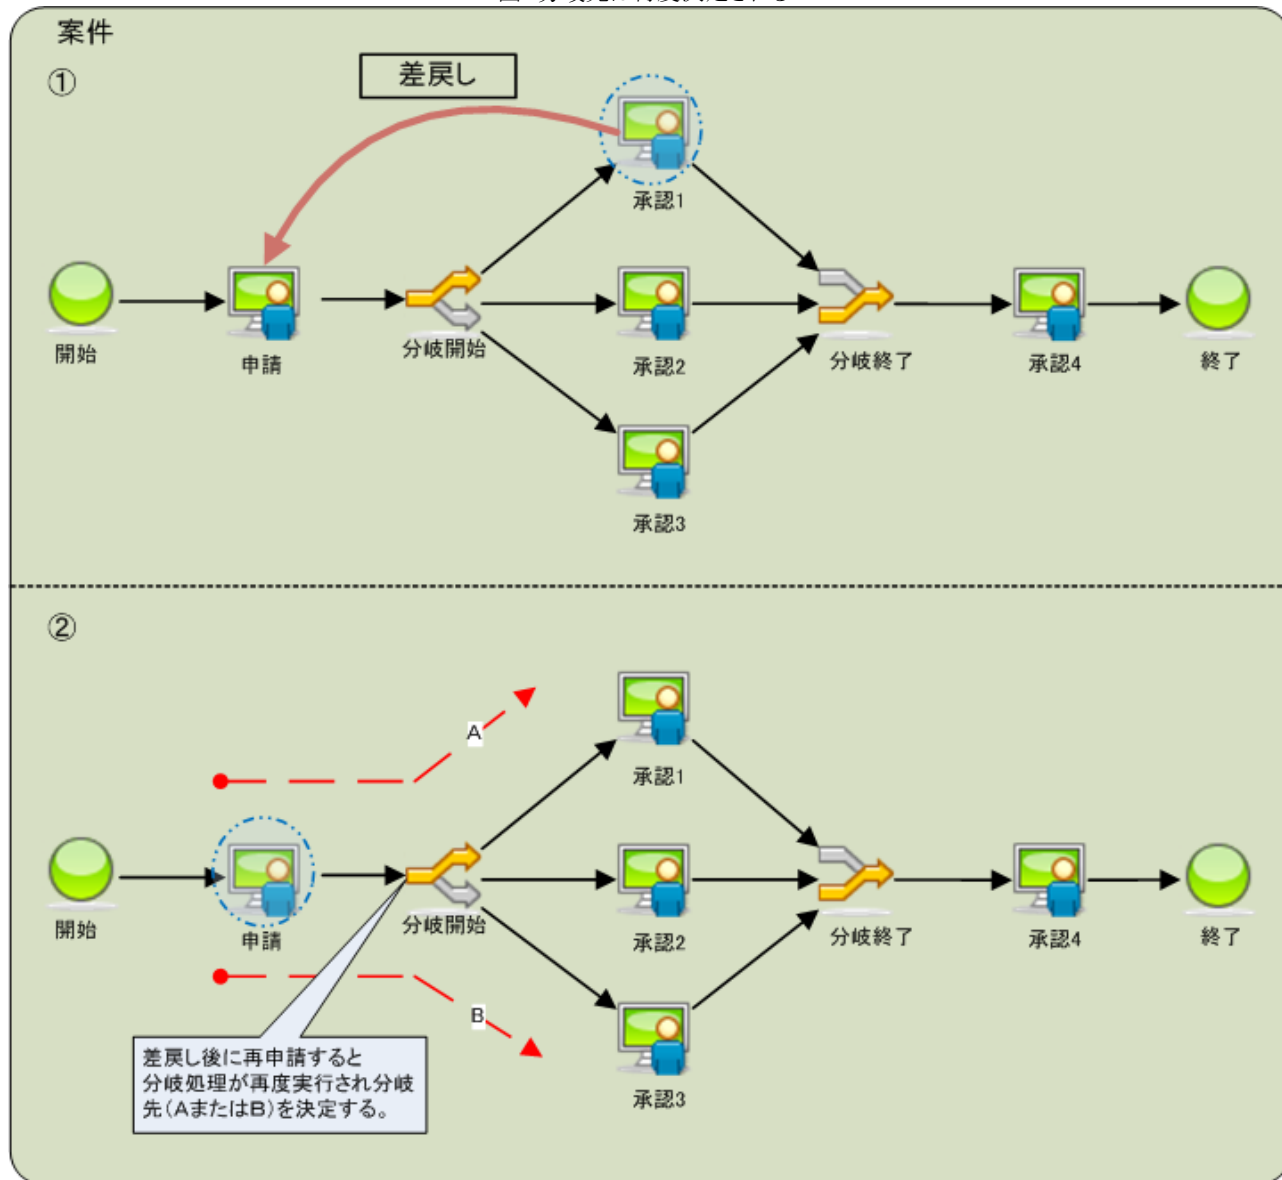 案件
①
差戻し
承認1
開始
申請
分岐開始
承認2
分岐終了
承認4
終了
承認3
②
A
承認1
開始
申請
分岐開始
承認2
分岐終了
承認4
終了
B
差戻し後に再申請すると
分岐処理が再度実行され分岐
先(AまたはB)を決定する。
承認3